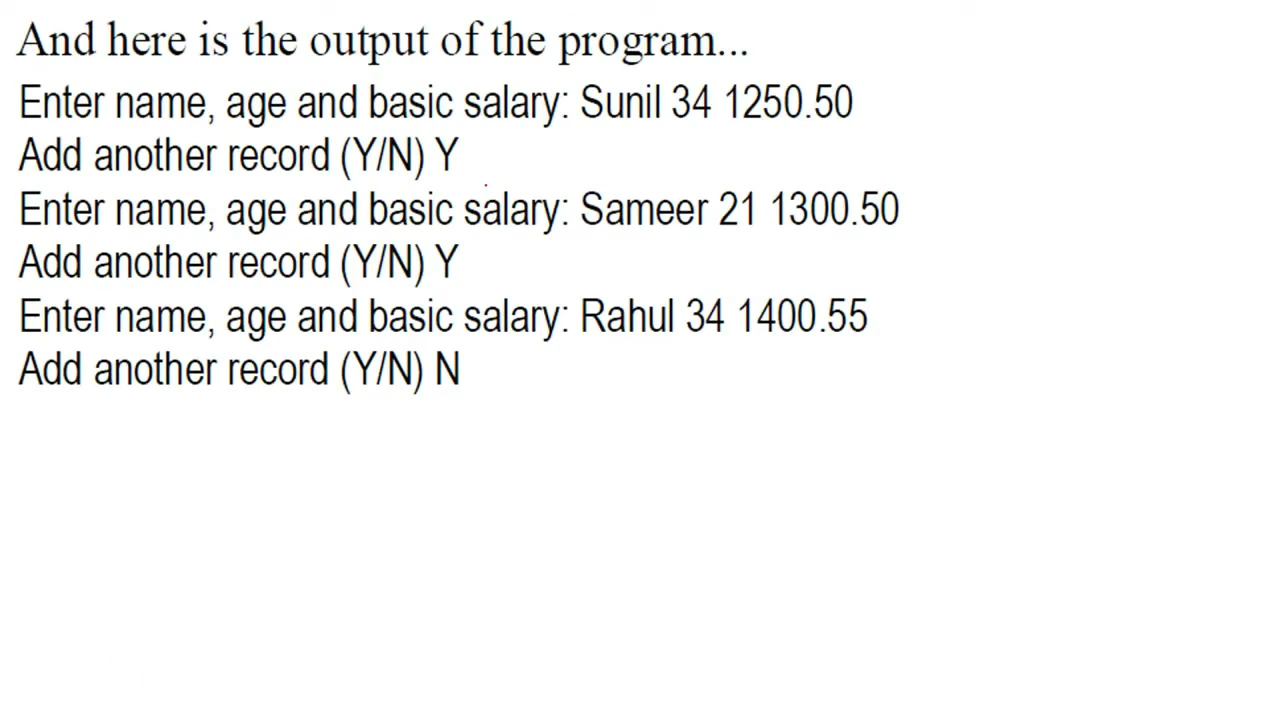 And here is the output of the program...
Enter name, age and basic salary: Sunil 34 1250.50
Add another record (Y/N) Y
Enter name, age and basic salary: Sameer 21 1300.50
Add another record (Y/N) Y
Enter name, age and basic salary: Rahul 34 1400.55
Add another record (Y/N) N